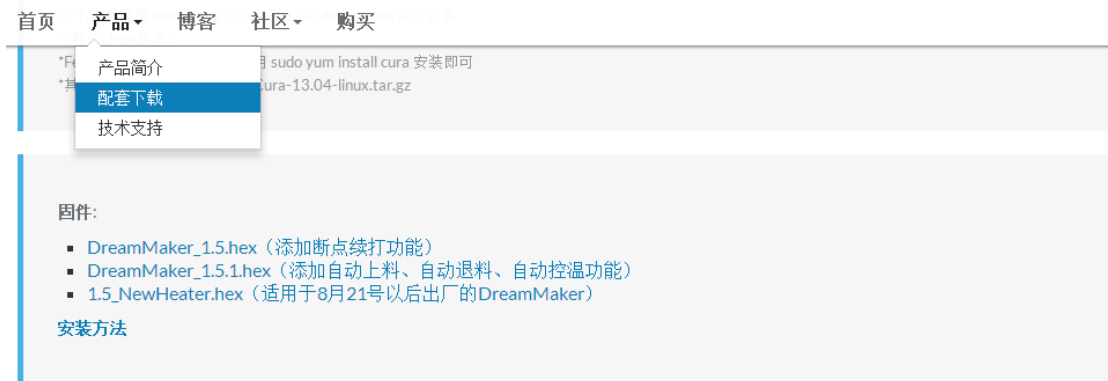 首页 产品 博客 社区 购买
产品简介
用 sudo yum install cura 安装即可
配套下载
Cura-13.04-linux.tar.gz
技术支持
固件:
DreamMaker_1.5.hex（添加断点续打功能）
DreamMaker_1.5.1.hex（添加自动上料、自动退料、自动控温功能）
1.5_NewHeater.hex（适用于8月21号以后出厂的DreamMaker）
安装方法